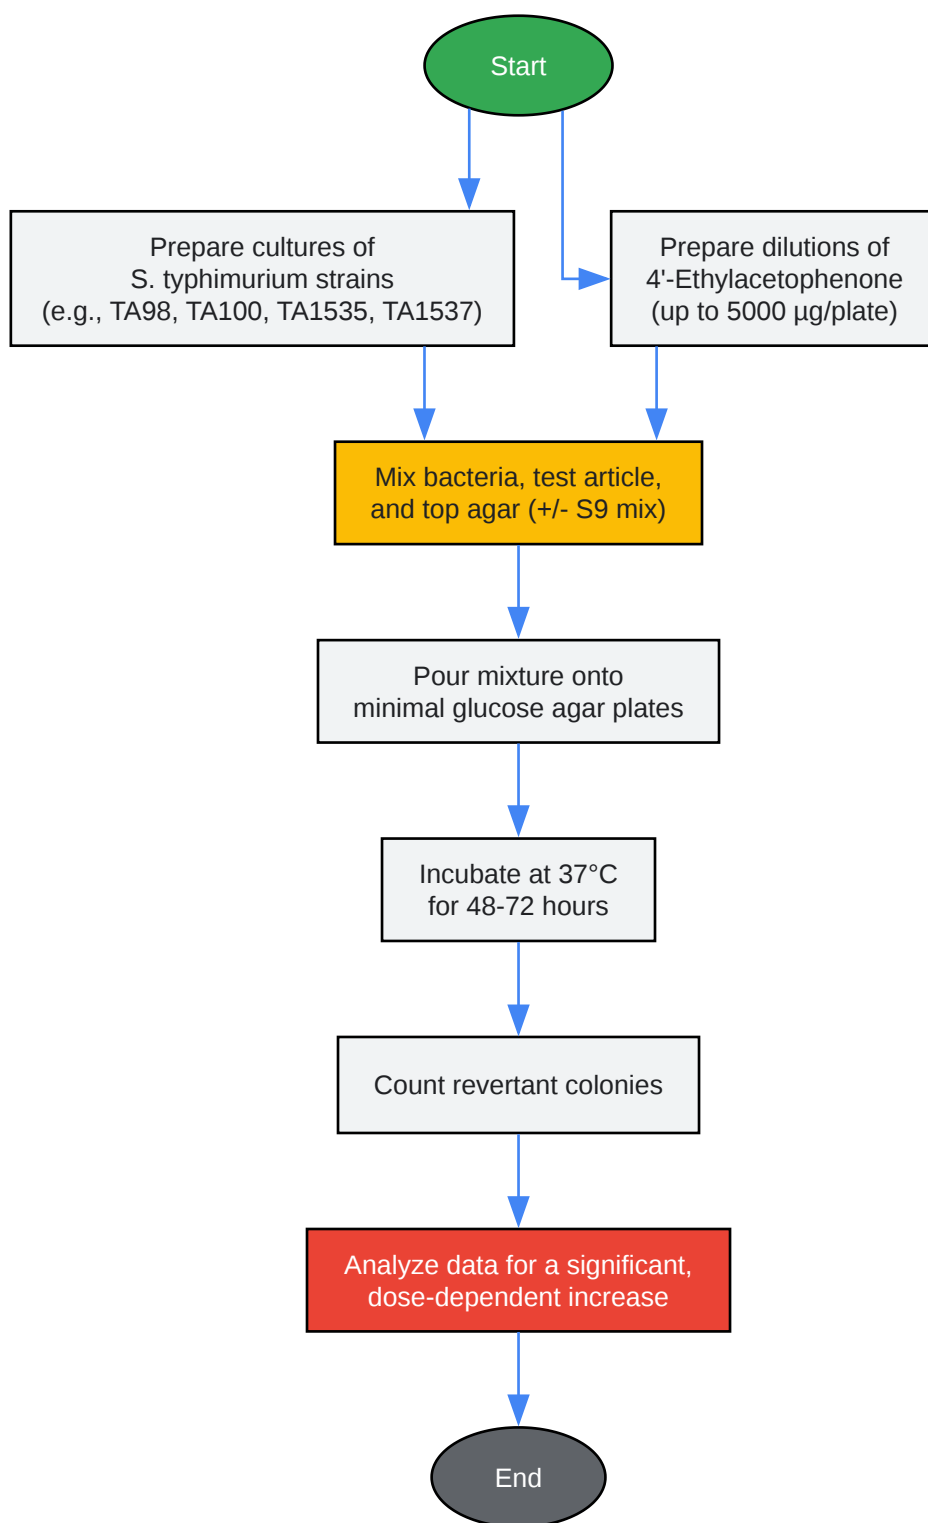 Start
Prepare cultures of
S. typhimurium strains
(e.g., TA98, TA100, TA1535, TA1537)
Prepare dilutions of
4'-Ethylacetophenone
(up to 5000 µg/plate)
Mix bacteria, test article,
and top agar (+/- S9 mix)
Pour mixture onto
minimal glucose agar plates
Incubate at 37°C
for 48-72 hours
Count revertant colonies
Analyze data for a significant,
dose-dependent increase
End